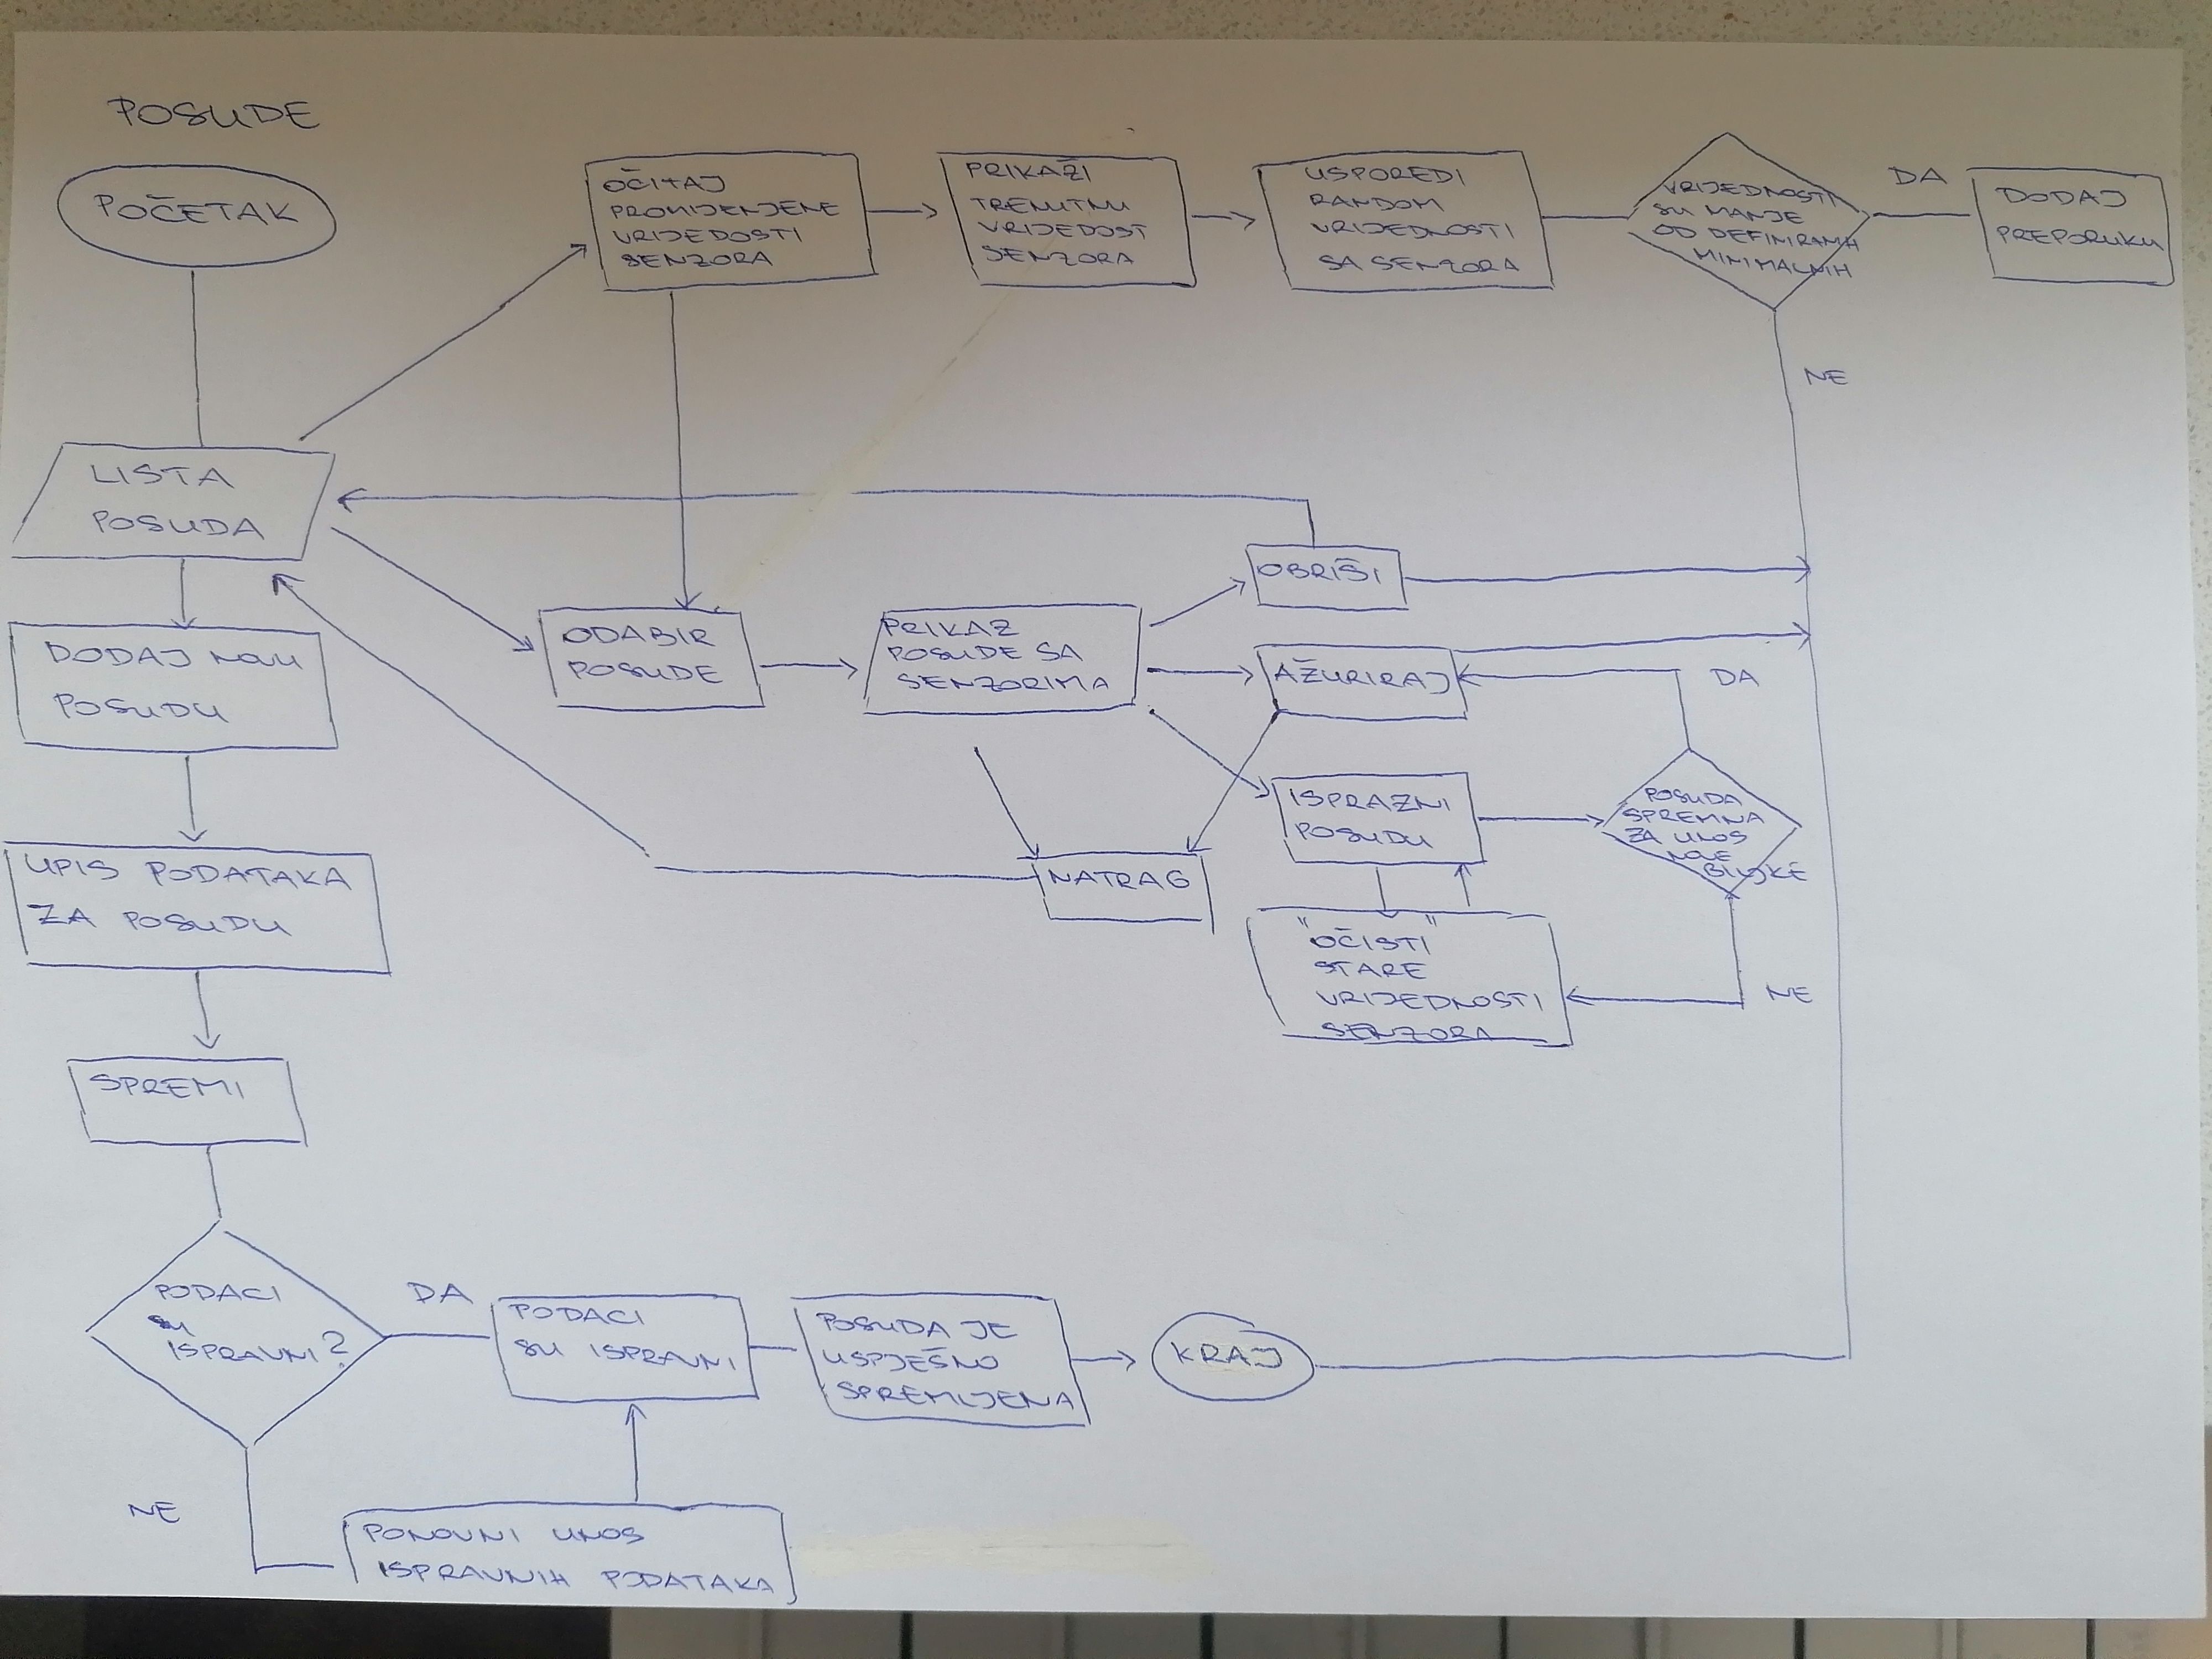 POSUDE
POČETAK
OČITAJ
PROMIJENJENE
VRIJEDOSTI
SENZORA
PRIKAŽI
TRENUTNU
VRIJEDOST
SENZORA
USPOREDI
RANDOM
VRIJEDNOSTI
SA SENZORA
VRIJEDNOSTI
SU MANJE
OD DEFINIRANIH
MINIMALNIH
DA
DODAJ
PREPORUKU
NE
LISTA
POSUDA
DODAJ NOVU
POSUDU
ODABIR
POSUDE
PRIKAZ
POSUDE SA
SENZORIMA
OBRIŠI
AŽURIRAJ
DA
ISPRAZNI
POSUDU
POSUDA
SPREMNA
ZA UNOS
NOVE
BILJKE
NATRAG
"OČISTI"
STARE
VRIJEDNOSTI
SENZORA
NE
UPIS PODATAKA
ZA POSUDU
SPREMI
PODACI
SU
ISPRAVNI?
DA
PODACI
SU ISPRAVNI
POSUDA JE
USPJEŠNO
SPREMLJENA
KRAJ
NE
PONOVNI UNOS
ISPRAVNIH PODATAKA